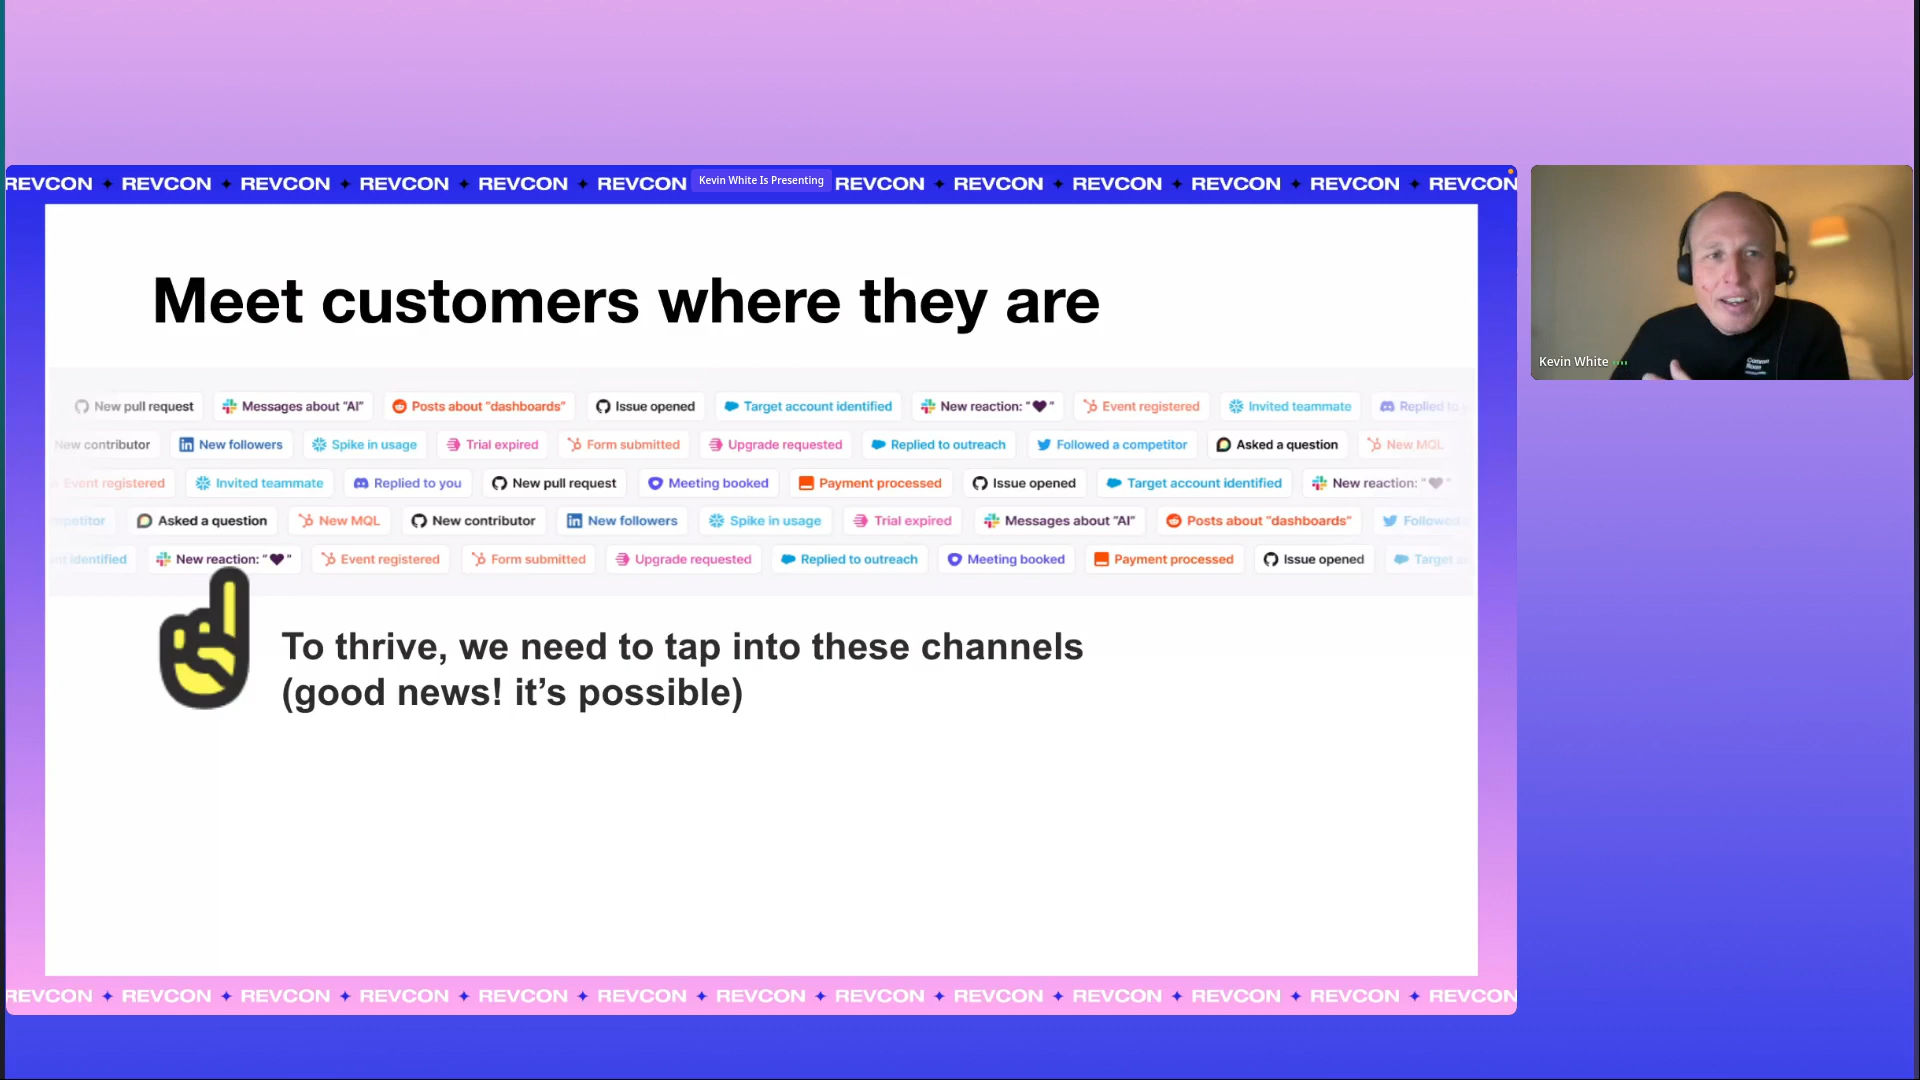 REVCON ✦ REVCON ✦ REVCON ✦ REVCON ✦ REVCON ✦ REVCON Kevin White Is Presenting REVCON ✦ REVCON ✦ REVCON ✦ REVCON ✦ REVCON ✦ REVCON
Meet customers where they are
New pull request Messages about "AI" Posts about "dashboards" Issue opened Target account identified New reaction: "🖤" Event registered Invited teammate Replied to
New contributor New followers Spike in usage Trial expired Form submitted Upgrade requested Replied to outreach Followed a competitor Asked a question New MQL
Event registered Invited teammate Replied to you New pull request Meeting booked Payment processed Issue opened Target account identified New reaction: "🖤"
Asked a question New MQL New contributor New followers Spike in usage Trial expired Messages about "AI" Posts about "dashboards" Followed
identified New reaction: "🖤" Event registered Form submitted Upgrade requested Replied to outreach Meeting booked Payment processed Issue opened Target
To thrive, we need to tap into these channels
(good news! it's possible)
REVCON ✦ REVCON ✦ REVCON ✦ REVCON ✦ REVCON ✦ REVCON ✦ REVCON ✦ REVCON ✦ REVCON ✦ REVCON ✦ REVCON ✦ REVCON ✦ REVCON
Common
Room
Kevin White